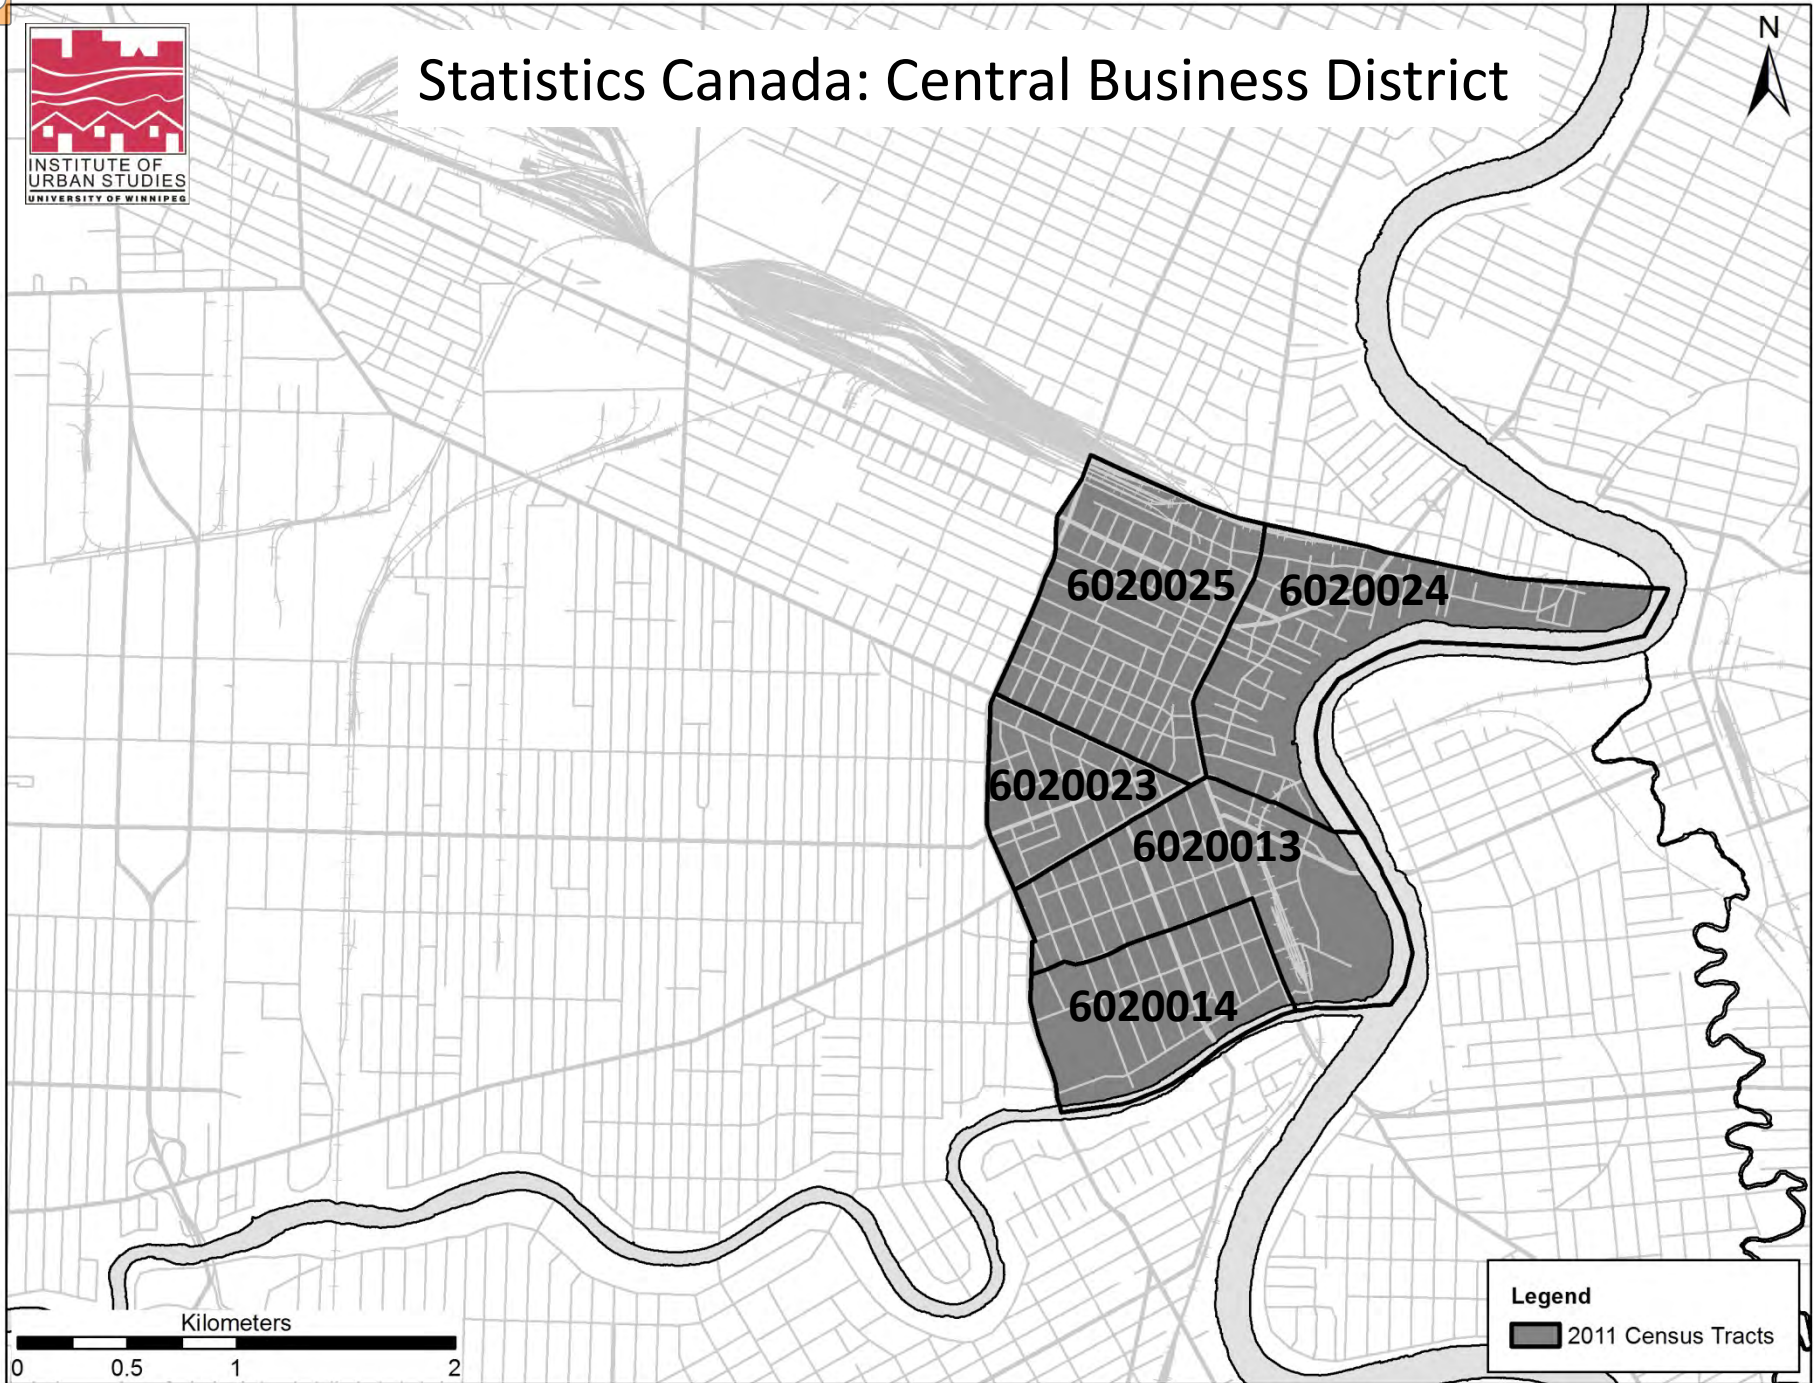 Statistics Canada: Central Business District
N
INSTITUTE OF
URBAN STUDIES
UNIVERSITY OF WINNIPEG
6020025
6020024
6020023
6020013
6020014
Kilometers
0 0.5 1 2
Legend
2011 Census Tracts